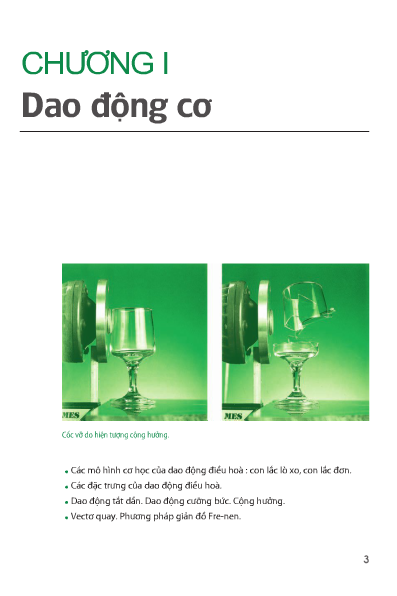 CHƯƠNG I
Dao động cơ
MES
MES
Cốc vỡ do hiện tượng cộng hưởng.
• Các mô hình cơ học của dao động điều hoà : con lắc lò xo, con lắc đơn.
• Các đặc trưng của dao động điều hoà.
• Dao động tắt dần. Dao động cưỡng bức. Cộng hưởng.
• Vectơ quay. Phương pháp giản đồ Fre-nen.
3